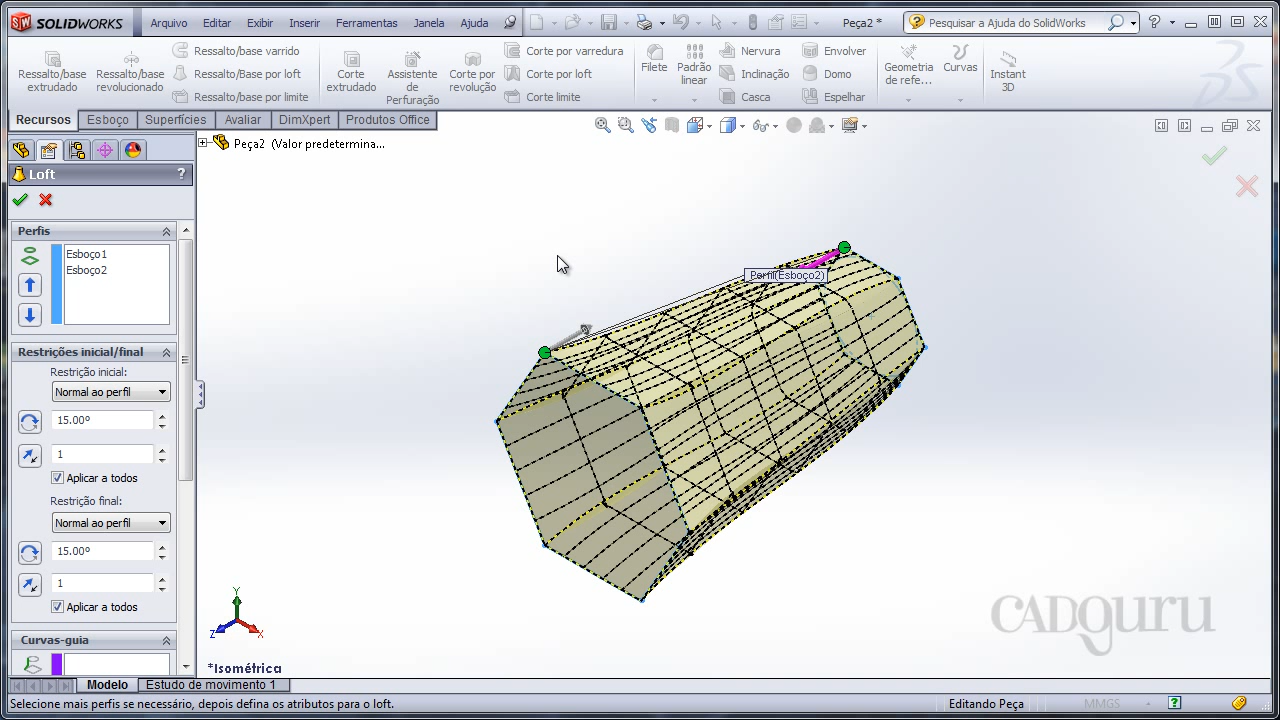 SOLIDWORKS Arquivo Editar Exibir Inserir Ferramentas Janela Ajuda Peça2 * Pesquisar a Ajuda do SolidWorks ?
Ressalto/base extrudado
Ressalto/base revolucionado
Ressalto/base varrido
Ressalto/Base por loft
Ressalto/base por limite
Corte extrudado
Assistente de Perfuração
Corte por revolução
Corte por varredura
Corte por loft
Corte limite
Filete
Padrão linear
Nervura
Inclinação
Casca
Envolver
Domo
Espelhar
Geometria de refe...
Curvas
Instant 3D
Recursos Esboço Superfícies Avaliar DimXpert Produtos Office
Peça2 (Valor predetermina...
Loft ?
Perfis
Esboço1
Esboço2
Restrições inicial/final
Restrição inicial:
Normal ao perfil
15.00º
1
Aplicar a todos
Restrição final:
Normal ao perfil
15.00º
1
Aplicar a todos
Curvas-guia
Perfil(Esboço2)
Y
Z
X
*Isométrica
CADguru
Modelo Estudo de movimento 1
Selecione mais perfis se necessário, depois defina os atributos para o loft. Editando Peça MMGS ?